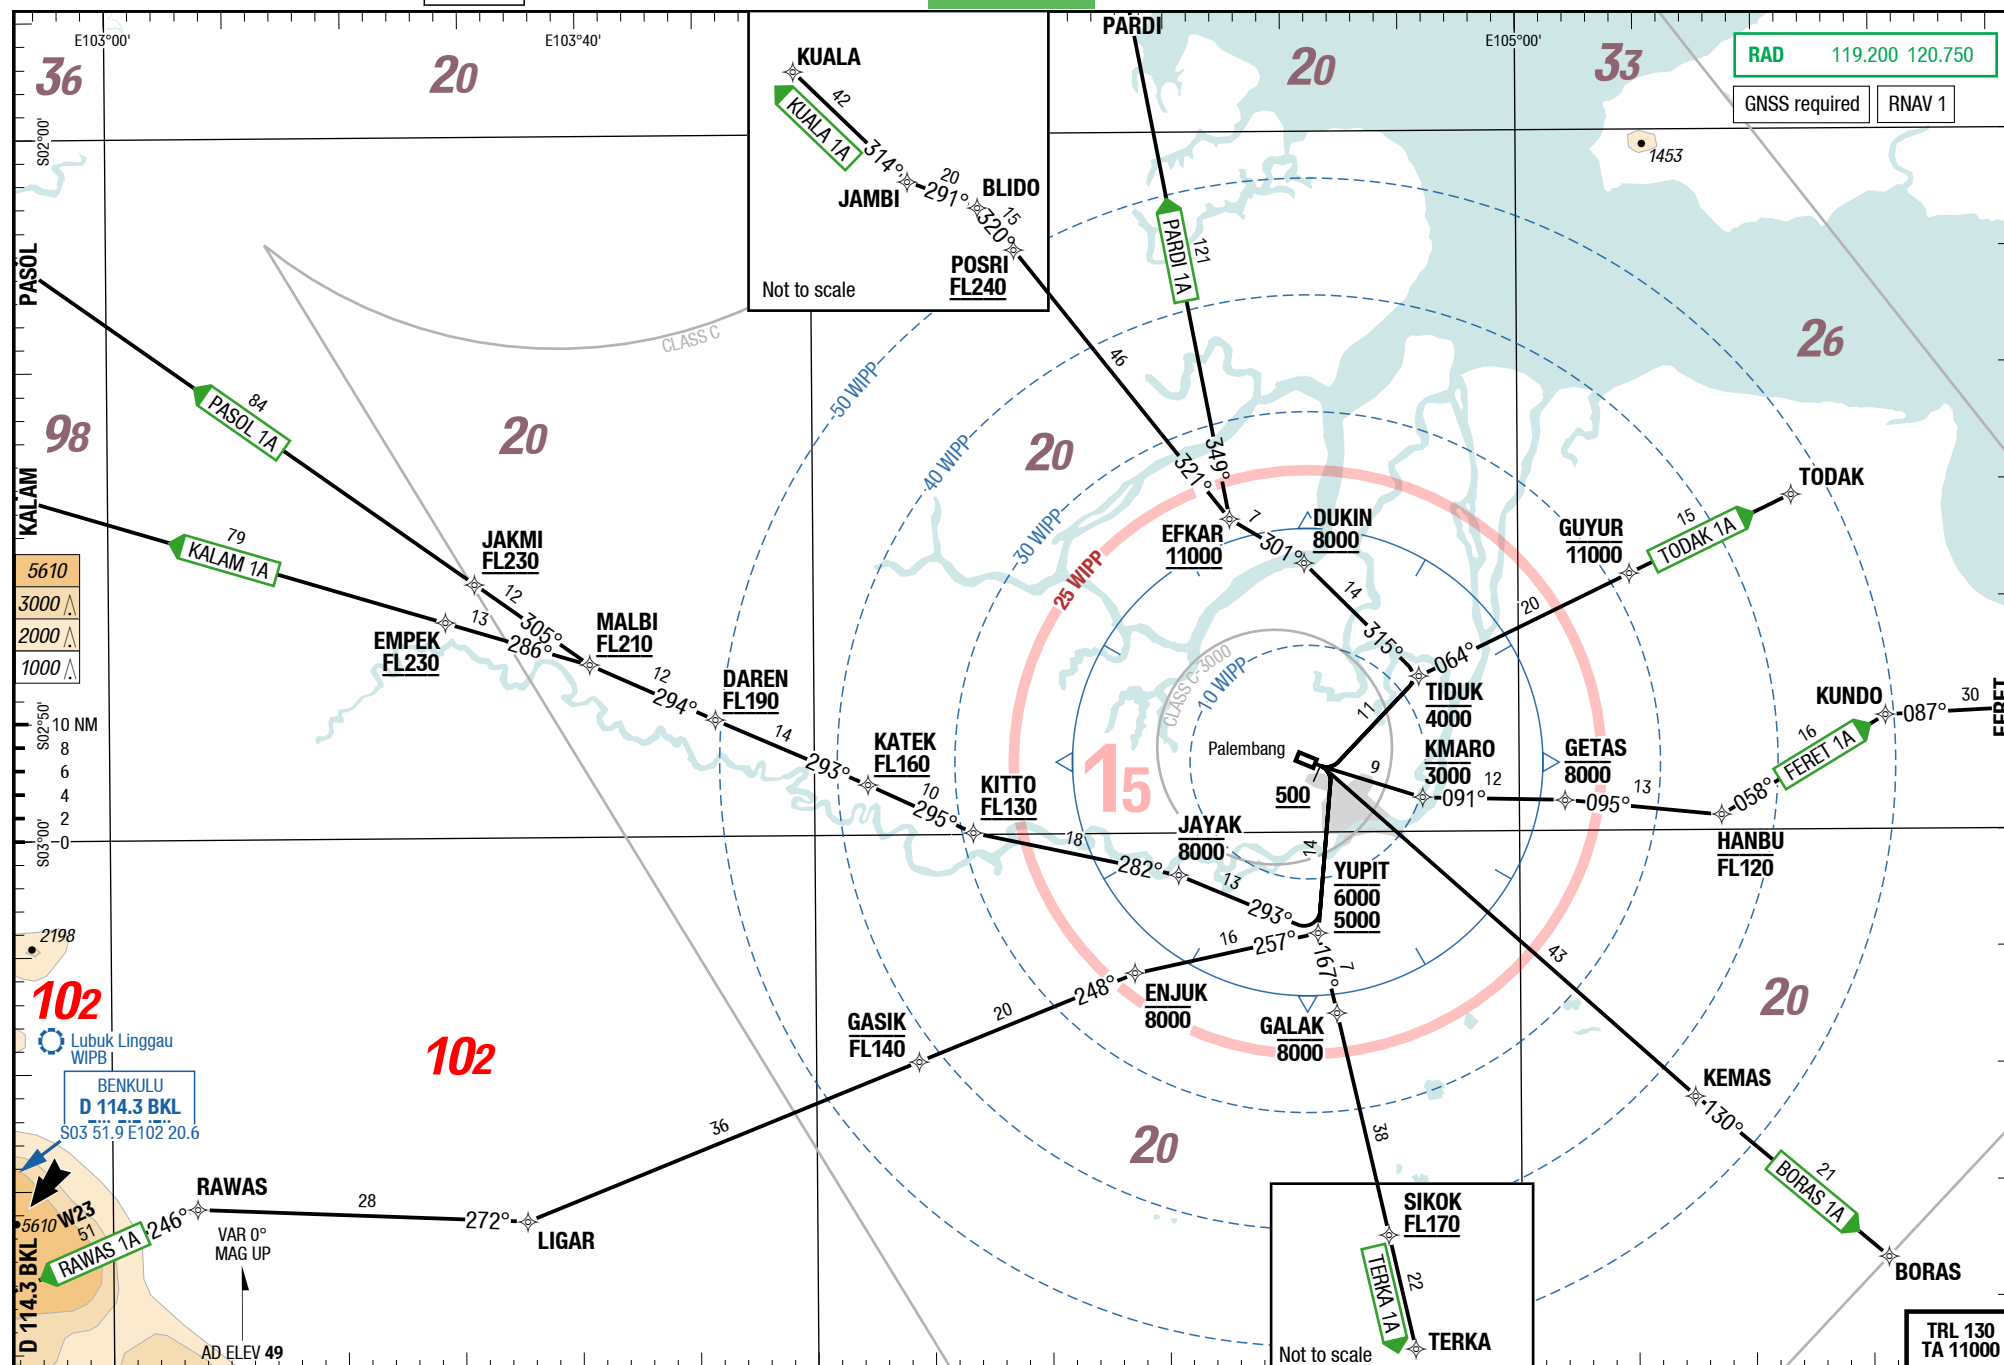 PARDI
E103°00'
E103°40'
E105°00'
36
20
20
33
RAD 119.200 120.750
GNSS required
RNAV 1
KUALA
42
KUALA 1A
314°
JAMBI
20
291°
BLIDO
15
320°
POSRI
FL240
Not to scale
S02°00'
1453
PASOL
CLASS C
PARDI 1A
121
26
84
PASOL 1A
98
20
20
50 WIPP
40 WIPP
30 WIPP
25 WIPP
46
321°
349°
KALAM
79
KALAM 1A
JAKMI
FL230
12
305°
13
286°
EMPEK
FL230
MALBI
FL210
5610
3000
2000
1000
EFKAR
11000
7
301°
DUKIN
8000
14
315°
GUYUR
11000
15
TODAK 1A
TODAK
20
064°
TIDUK
4000
11
CLASS C-3000
10 WIPP
12
294°
DAREN
FL190
14
293°
KATEK
FL160
10
295°
KITTO
FL130
S02°50'
10 NM
8
6
4
2
0
S03°00'
15
Palembang
500
9
KMARO
3000
091°
12
GETAS
8000
095°
13
HANBU
FL120
058°
16
FERET 1A
KUNDO
087°
30
FERET
18
282°
JAYAK
8000
13
293°
14
YUPIT
6000
5000
16
257°
7
167°
ENJUK
8000
GALAK
8000
248°
20
GASIK
FL140
43
20
2198
102
102
Lubuk Linggau
WIPB
BENKULU
D 114.3 BKL
S03 51.9 E102 20.6
36
20
38
KEMAS
130°
21
BORAS 1A
BORAS
5610
W23
51
RAWAS 1A
246°
RAWAS
28
272°
LIGAR
VAR 0°
MAG UP
D 114.3 BKL
AD ELEV 49
SIKOK
FL170
TERKA 1A
22
TERKA
Not to scale
TRL 130
TA 11000